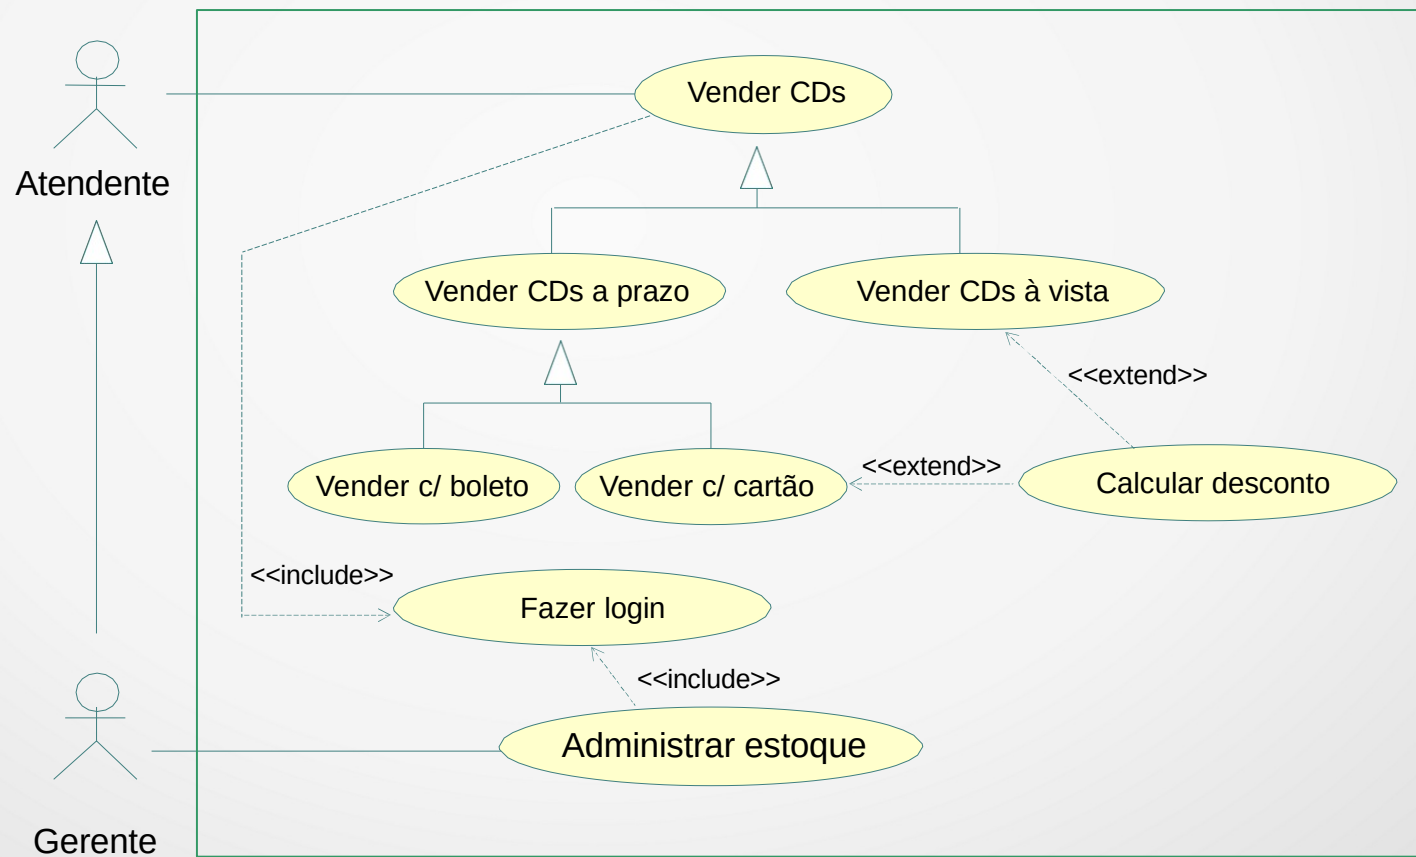 Vender CDs
Atendente
Vender CDs a prazo
Vender CDs à vista
<<extend>>
<<extend>>
Vender c/ boleto
Vender c/ cartão
Calcular desconto
<<include>>
Fazer login
<<include>>
Administrar estoque
Gerente